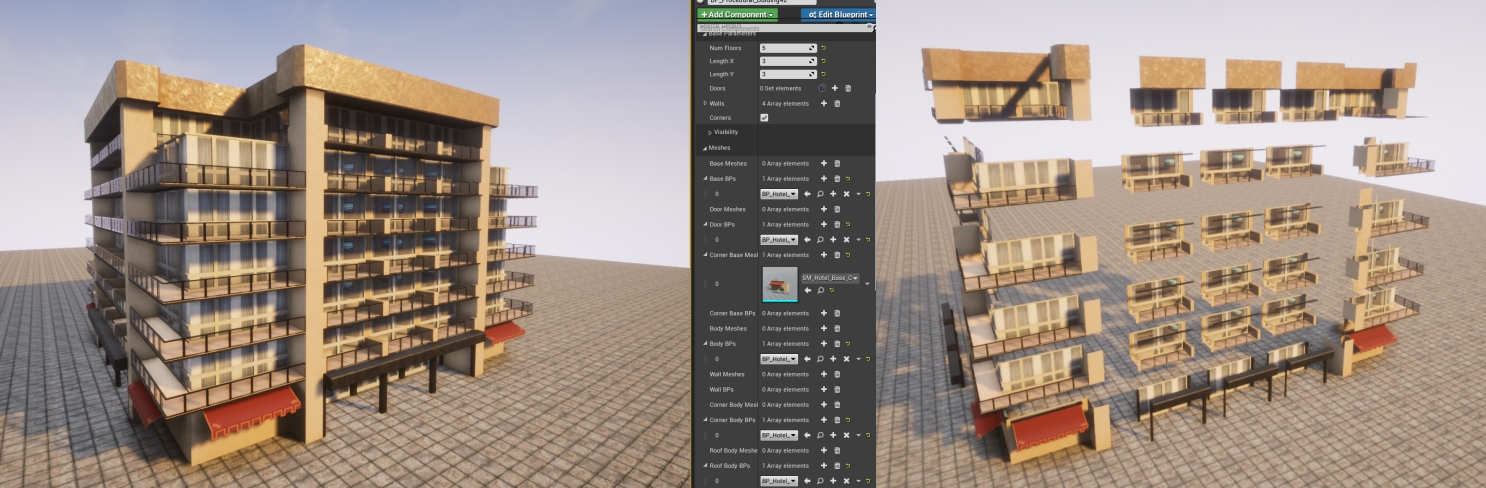 BP_Procedural_Building42
+Add Component
Edit Blueprint
Search Components
Base Parameters
Num Floors 5
Length X 3
Length Y 3
Doors 0 Set elements
Walls 4 Array elements
Corners
Visibility
Meshes
Base Meshes 0 Array elements
Base BPs 1 Array elements
0 BP_Hotel_
Door Meshes 0 Array elements
Door BPs 1 Array elements
0 BP_Hotel_
Corner Base Mesl 1 Array elements
0 SM_Hotel_Base_C
Corner Base BPs 0 Array elements
Body Meshes 0 Array elements
Body BPs 1 Array elements
0 BP_Hotel_
Wall Meshes 0 Array elements
Wall BPs 0 Array elements
Corner Body Mesl 0 Array elements
Corner Body BPs 1 Array elements
0 BP_Hotel_
Roof Body Meshe 0 Array elements
Roof Body BPs 1 Array elements
0 BP_Hotel_